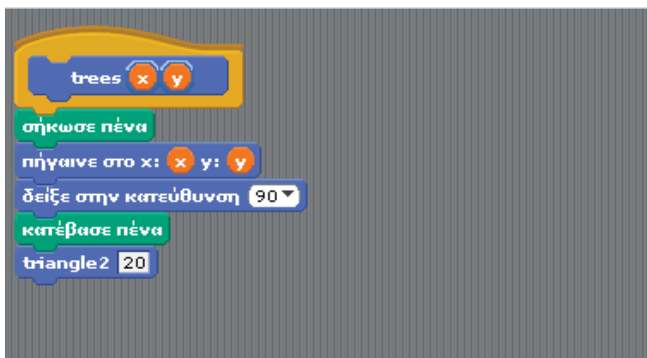 trees x y
σήκωσε πένα
πήγαινε στο x: x y: y
δείξε στην κατεύθυνση 90
κατέβασε πένα
triangle2 20